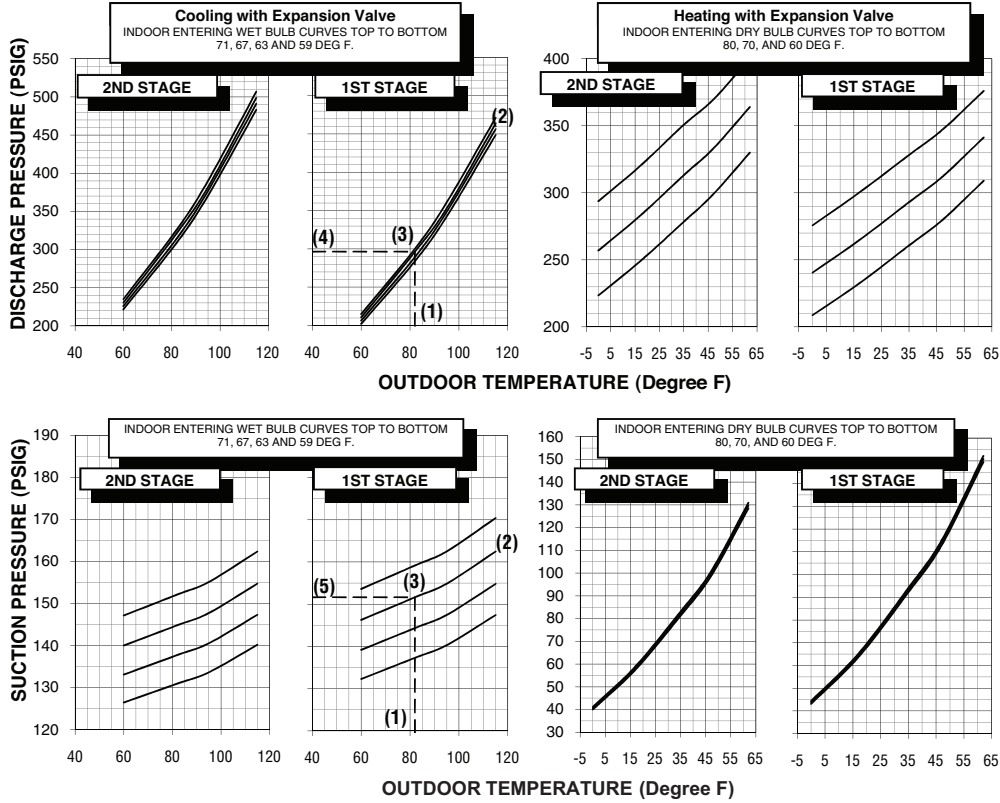 Cooling with Expansion Valve
INDOOR ENTERING WET BULB CURVES TOP TO BOTTOM
71, 67, 63 AND 59 DEG F.
Heating with Expansion Valve
INDOOR ENTERING DRY BULB CURVES TOP TO BOTTOM
80, 70, AND 60 DEG F.
DISCHARGE PRESSURE (PSIG)
2ND STAGE
1ST STAGE
2ND STAGE
1ST STAGE
550
500
450
400
350
300
250
200
(2)
(3)
(4)
(1)
400
350
300
250
200
40 60 80 100 120
40 60 80 100 120
-5 5 15 25 35 45 55 65
-5 5 15 25 35 45 55 65
OUTDOOR TEMPERATURE (Degree F)
INDOOR ENTERING WET BULB CURVES TOP TO BOTTOM
71, 67, 63 AND 59 DEG F.
INDOOR ENTERING DRY BULB CURVES TOP TO BOTTOM
80, 70, AND 60 DEG F.
SUCTION PRESSURE (PSIG)
2ND STAGE
1ST STAGE
2ND STAGE
1ST STAGE
190
180
170
160
150
140
130
120
(2)
(3)
(5)
(1)
160
150
140
130
120
110
100
90
80
70
60
50
40
30
40 60 80 100 120
40 60 80 100 120
-5 5 15 25 35 45 55 65
-5 5 15 25 35 45 55 65
OUTDOOR TEMPERATURE (Degree F)